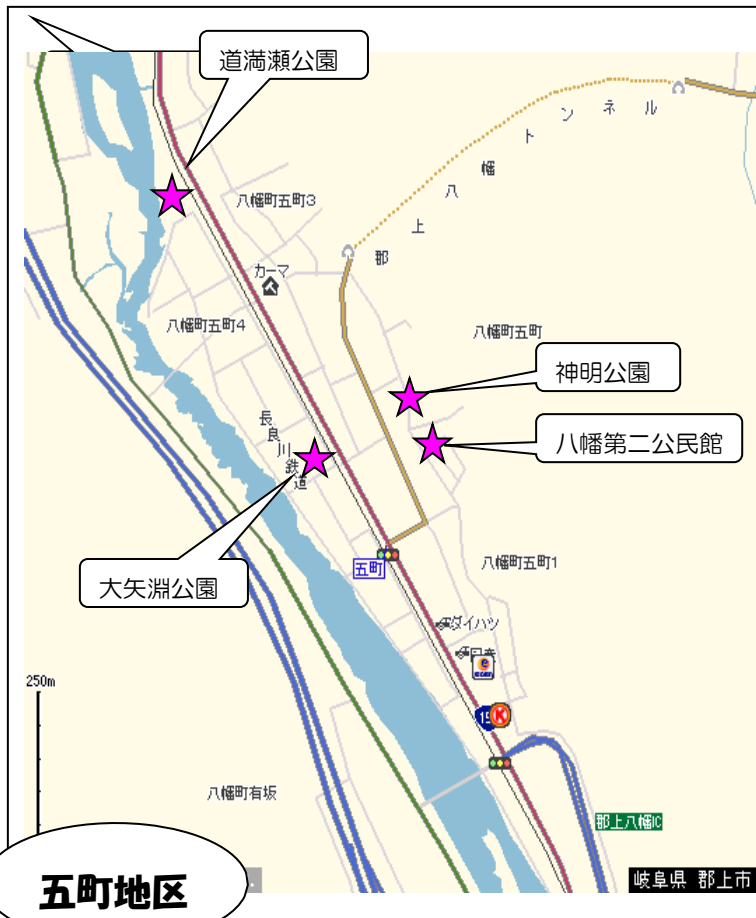 道満瀬公園
郡上八幡トンネル
八幡町五町3
カーマ
八幡町五町4
八幡町五町
神明公園
長良川鉄道
八幡第二公民館
五町
八幡町五町1
大矢淵公園
ダイハツ
250m
K
八幡町有坂
郡上八幡IC
五町地区
岐阜県 郡上市